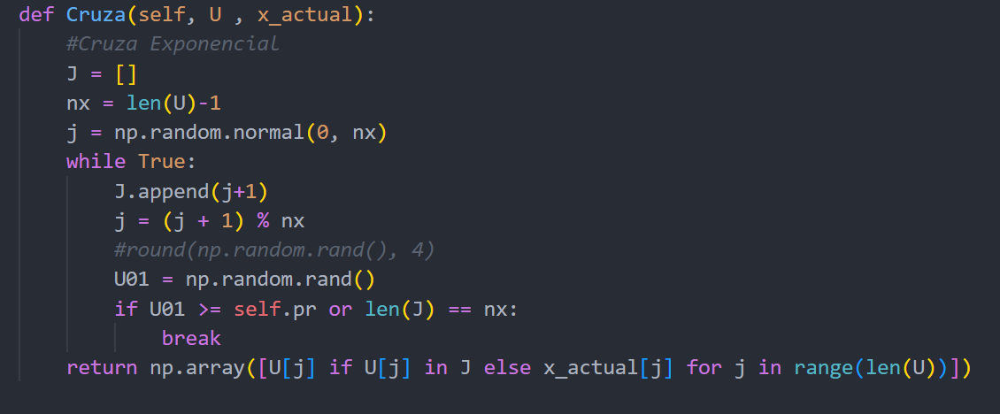 def Cruza(self, U , x_actual):
    #Cruza Exponencial
    J = []
    nx = len(U)-1
    j = np.random.normal(0, nx)
    while True:
        J.append(j+1)
        j = (j + 1) % nx
        #round(np.random.rand(), 4)
        U01 = np.random.rand()
        if U01 >= self.pr or len(J) == nx:
            break
    return np.array([U[j] if U[j] in J else x_actual[j] for j in range(len(U))])